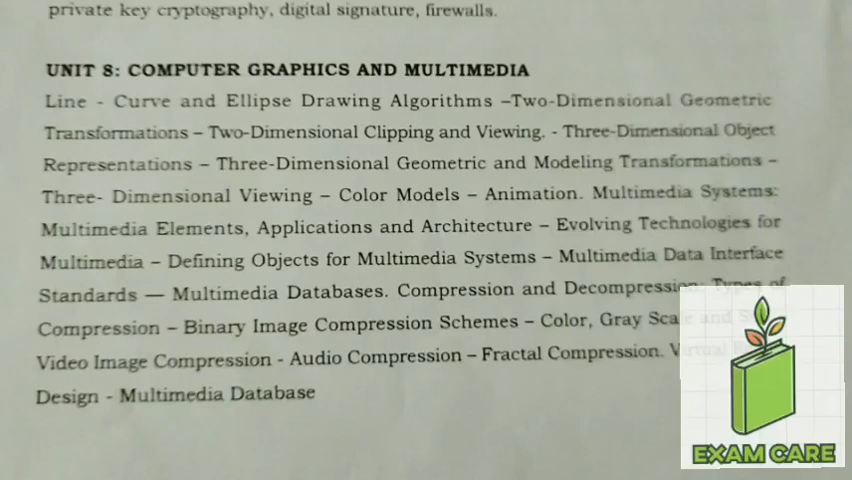 private key cryptography, digital signature, firewalls.
UNIT 8: COMPUTER GRAPHICS AND MULTIMEDIA
Line - Curve and Ellipse Drawing Algorithms –Two-Dimensional Geometric
Transformations – Two-Dimensional Clipping and Viewing. - Three-Dimensional Object
Representations – Three-Dimensional Geometric and Modeling Transformations –
Three- Dimensional Viewing – Color Models – Animation. Multimedia Systems:
Multimedia Elements, Applications and Architecture – Evolving Technologies for
Multimedia – Defining Objects for Multimedia Systems – Multimedia Data Interface
Standards — Multimedia Databases. Compression and Decompression: Types of
Compression – Binary Image Compression Schemes – Color, Gray Scale and
Video Image Compression - Audio Compression – Fractal Compression.
Design - Multimedia Database
EXAM CARE